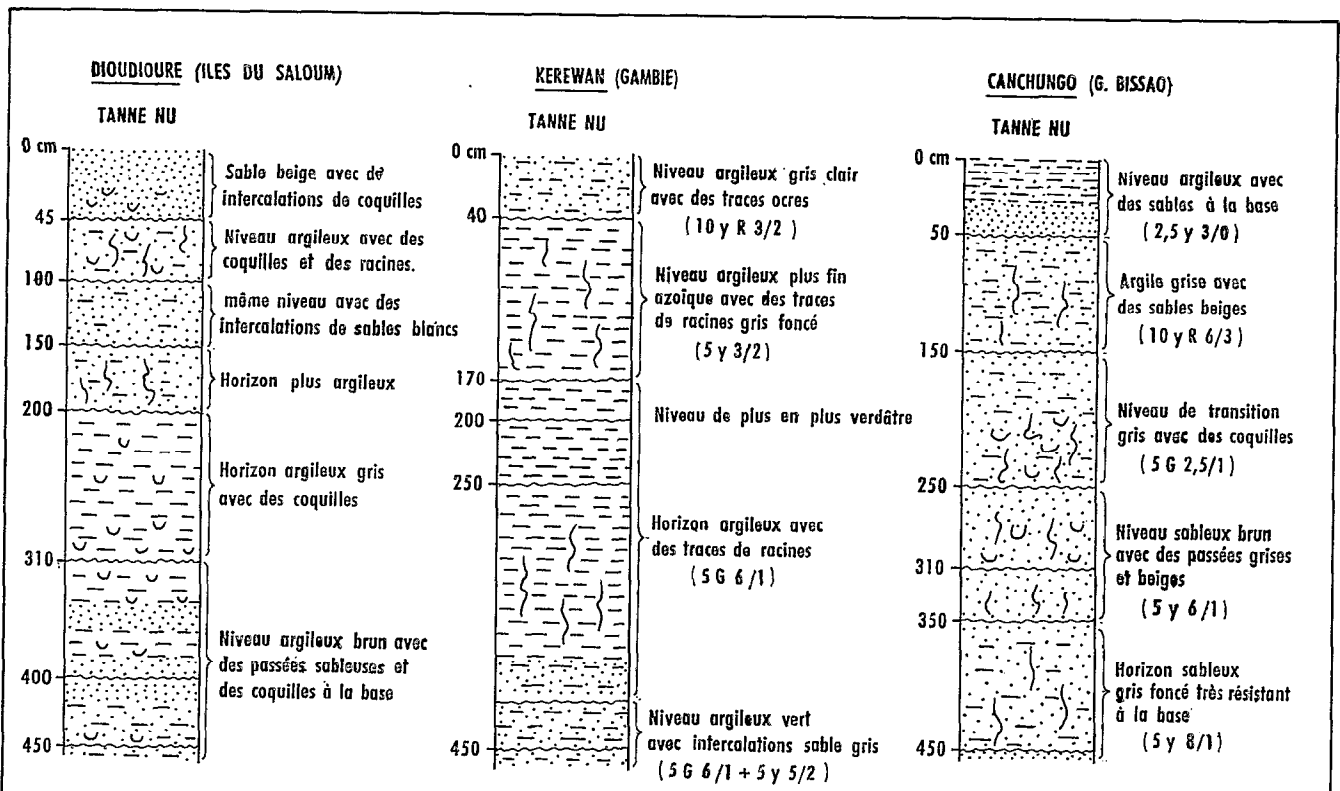 DIOUDIOURE (ILES DU SALOUM)
TANNE NU
0 cm
45
100
150
200
310
400
450
Sable beige avec de
intercalations de coquilles
Niveau argileux avec des
coquilles et des racines.
même niveau avec des
intercalations de sables blancs
Horizon plus argileux
Horizon argileux gris
avec des coquilles
Niveau argileux brun avec
des passées sableuses et
des coquilles à la base
KEREWAN (GAMBIE)
TANNE NU
0 cm
40
170
200
250
450
Niveau argileux gris clair
avec des traces ocres
(10 y R 3/2)
Niveau argileux plus fin
azoïque avec des traces
de racines gris foncé
(5 y 3/2)
Niveau de plus en plus verdâtre
Horizon argileux avec
des traces de racines
(5 G 6/1)
Niveau argileux vert
avec intercalations sable gris
(5 G 6/1 + 5 y 5/2)
CANCHUNGO (G. BISSAO)
TANNE NU
0 cm
50
150
250
310
350
450
Niveau argileux avec
des sables à la base
(2,5 y 3/0)
Argile grise avec
des sables beiges
(10 y R 6/3)
Niveau de transition
gris avec des coquilles
(5 G 2,5/1)
Niveau sableux brun
avec des passées grises
et beiges
(5 y 6/1)
Horizon sableux
gris foncé très résistant
à la base
(5 y 8/1)